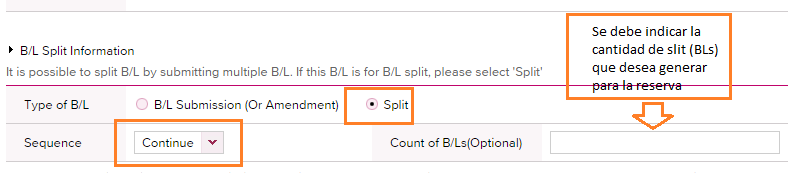 B/L Split Information
It is possible to split B/L by submitting multiple B/L. If this B/L is for B/L split, please select 'Split'
Se debe indicar la
cantidad de slit (BLs)
que desea generar
para la reserva
Type of B/L B/L Submission (Or Amendment) Split
Sequence Continue Count of B/Ls(Optional)